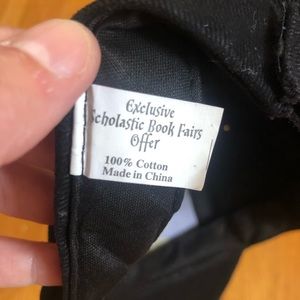 Exclusive
Scholastic Book Fairs
Offer
100% Cotton
Made in China